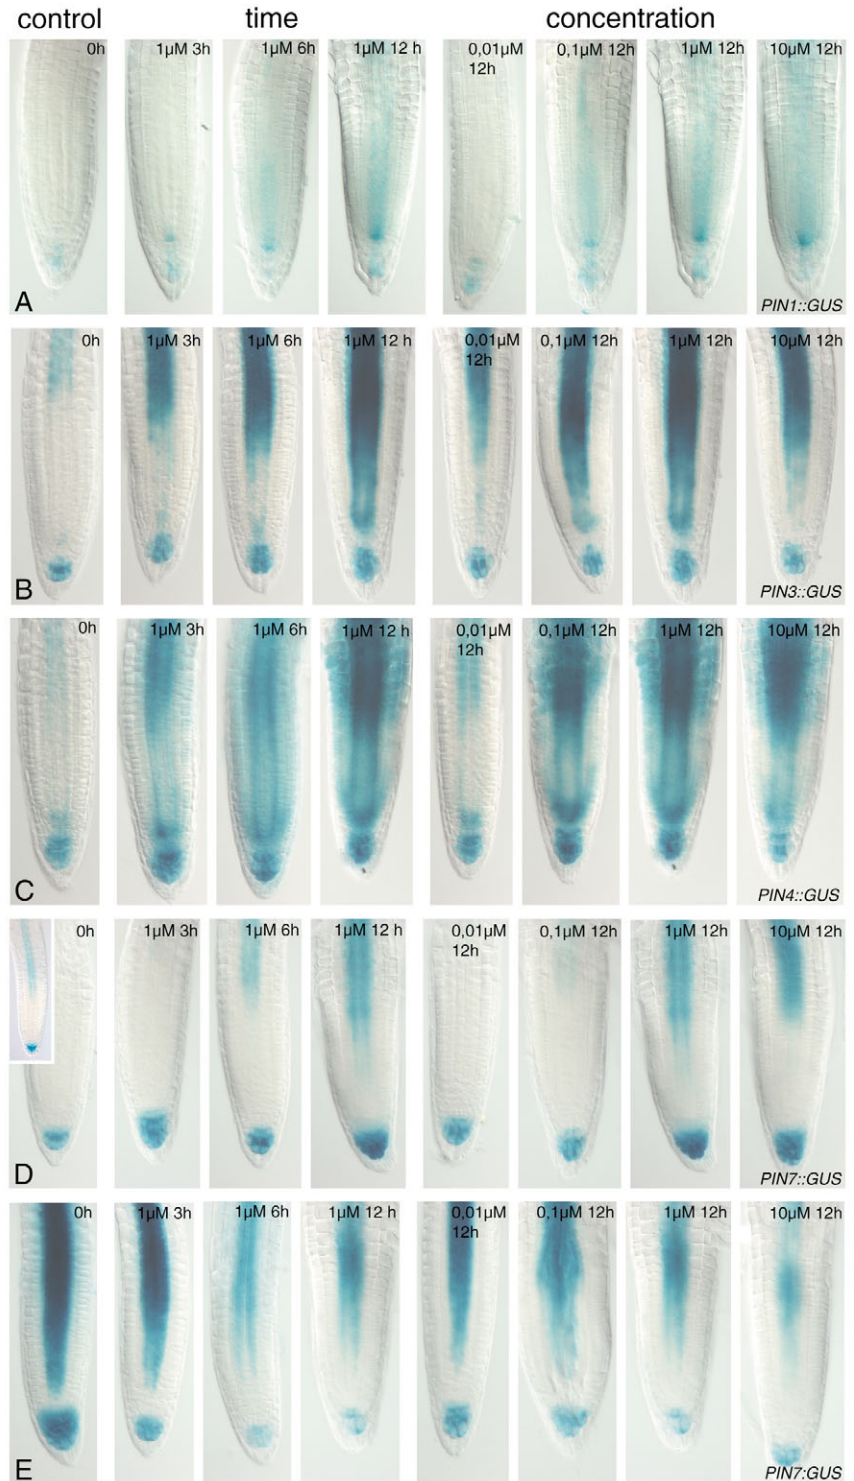 control time concentration
0h 1µM 3h 1µM 6h 1µM 12 h 0,01µM 0,1µM 12h 1µM 12h 10µM 12h
12h
A PIN1::GUS
0h 1µM 3h 1µM 6h 1µM 12 h 0,01µM 0,1µM 12h 1µM 12h 10µM 12h
12h
B PIN3::GUS
0h 1µM 3h 1µM 6h 1µM 12 h 0,01µM 0,1µM 12h 1µM 12h 10µM 12h
12h
C PIN4::GUS
0h 1µM 3h 1µM 6h 1µM 12 h 0,01µM 0,1µM 12h 1µM 12h 10µM 12h
12h
D PIN7::GUS
0h 1µM 3h 1µM 6h 1µM 12 h 0,01µM 0,1µM 12h 1µM 12h 10µM 12h
12h
E PIN7:GUS